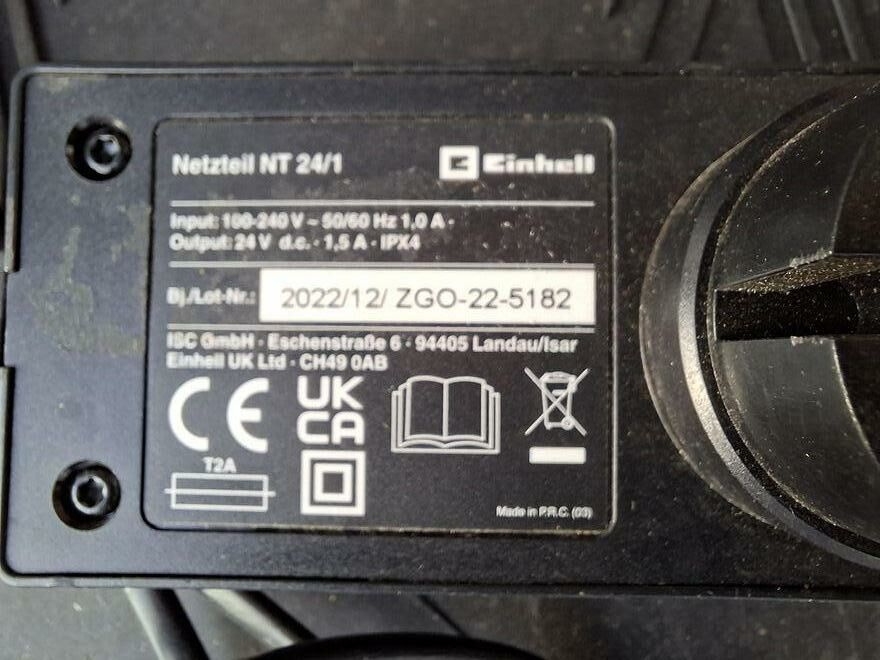 Netzteil NT 24/1
Einhell
Input: 100-240 V ~ 50/60 Hz 1,0 A ·
Output: 24 V d.c. · 1,5 A · IPX4
Bj./Lot-Nr.: 2022/12/ ZGO-22-5182
ISC GmbH · Eschenstraße 6 · 94405 Landau/Isar
Einhell UK Ltd · CH49 0AB
CE
UK
CA
T2A
Made in P.R.C. (03)